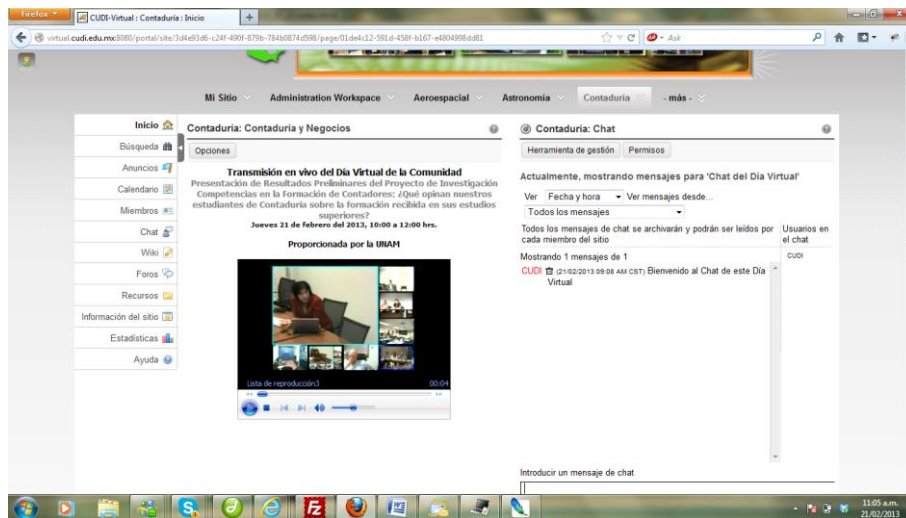 Firefox
CUDI-Virtual : Contaduría : Inicio
virtual.cudi.edu.mx:8080/portal/site/3d4e93d6-c24f-490f-879b-784b0874d598/page/01de4c12-591d-458f-b167-e4804998dd81
Ask
Mi Sitio
Administration Workspace
Aeroespacial
Astronomía
Contaduría
- más -
Inicio
Búsqueda
Anuncios
Calendario
Miembros
Chat
Wiki
Foros
Recursos
Información del sitio
Estadísticas
Ayuda
Contaduría: Contaduría y Negocios
Opciones
Transmisión en vivo del Día Virtual de la Comunidad
Presentación de Resultados Preliminares del Proyecto de Investigación
Competencias en la Formación de Contadores: ¿Qué opinan nuestros
estudiantes de Contaduría sobre la formación recibida en sus estudios
superiores?
Jueves 21 de febrero del 2013, 10:00 a 12:00 hrs.
Proporcionada por la UNAM
Lista de reproducción3
00:04
Contaduría: Chat
Herramienta de gestión
Permisos
Actualmente, mostrando mensajes para 'Chat del Día Virtual'
Ver Fecha y hora Ver mensajes desde...
Todos los mensajes
Todos los mensajes de chat se archivarán y podrán ser leídos por
cada miembro del sitio
Usuarios en
el chat
Mostrando 1 mensajes de 1
CUDI
CUDI (21/02/2013 09:08 AM CST) Bienvenido al Chat de este Día
Virtual
Introducir un mensaje de chat
11:05 a.m.
21/02/2013